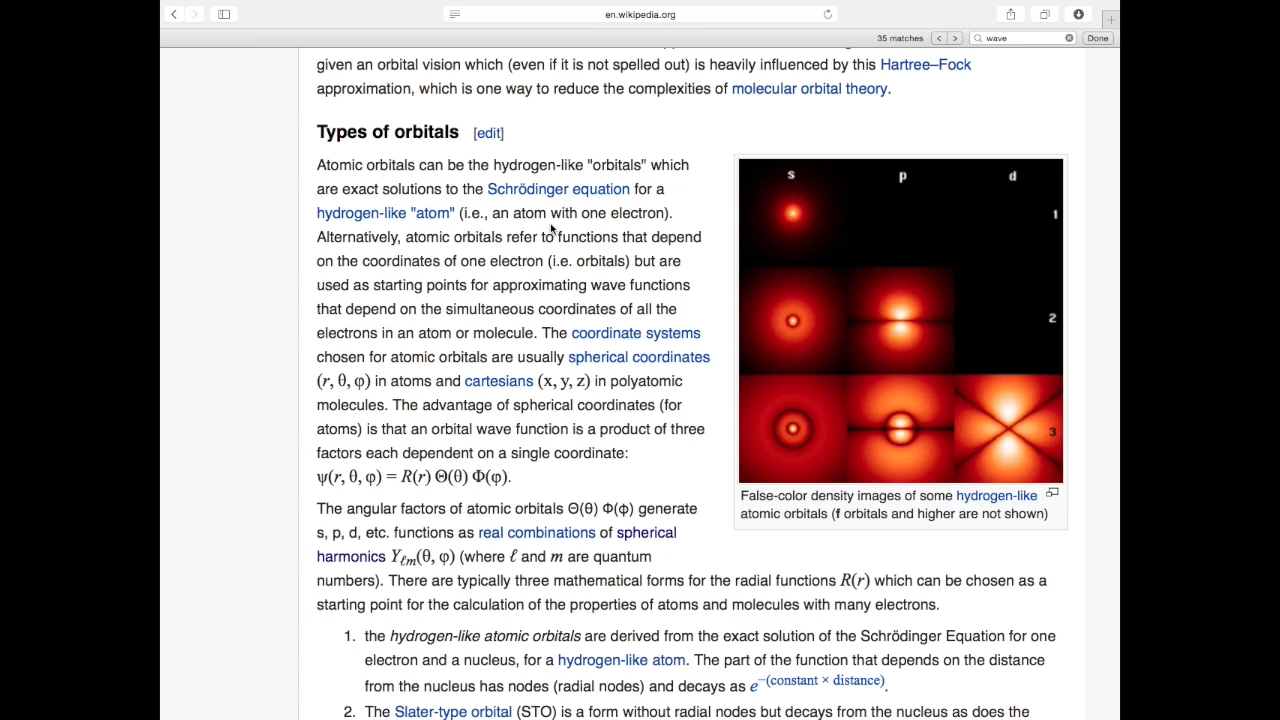 en.wikipedia.org
35 matches
wave
Done
given an orbital vision which (even if it is not spelled out) is heavily influenced by this Hartree–Fock
approximation, which is one way to reduce the complexities of molecular orbital theory.
Types of orbitals [edit]
Atomic orbitals can be the hydrogen-like "orbitals" which
are exact solutions to the Schrödinger equation for a
hydrogen-like "atom" (i.e., an atom with one electron).
Alternatively, atomic orbitals refer to functions that depend
on the coordinates of one electron (i.e. orbitals) but are
used as starting points for approximating wave functions
that depend on the simultaneous coordinates of all the
electrons in an atom or molecule. The coordinate systems
chosen for atomic orbitals are usually spherical coordinates
(r, θ, φ) in atoms and cartesians (x, y, z) in polyatomic
molecules. The advantage of spherical coordinates (for
atoms) is that an orbital wave function is a product of three
factors each dependent on a single coordinate:
ψ(r, θ, φ) = R(r) Θ(θ) Φ(φ).
s p d
1
2
3
False-color density images of some hydrogen-like
atomic orbitals (f orbitals and higher are not shown)
The angular factors of atomic orbitals Θ(θ) Φ(φ) generate
s, p, d, etc. functions as real combinations of spherical
harmonics Yℓm(θ, φ) (where ℓ and m are quantum
numbers). There are typically three mathematical forms for the radial functions R(r) which can be chosen as a
starting point for the calculation of the properties of atoms and molecules with many electrons.
1. the hydrogen-like atomic orbitals are derived from the exact solution of the Schrödinger Equation for one
electron and a nucleus, for a hydrogen-like atom. The part of the function that depends on the distance
from the nucleus has nodes (radial nodes) and decays as e−(constant × distance).
2. The Slater-type orbital (STO) is a form without radial nodes but decays from the nucleus as does the